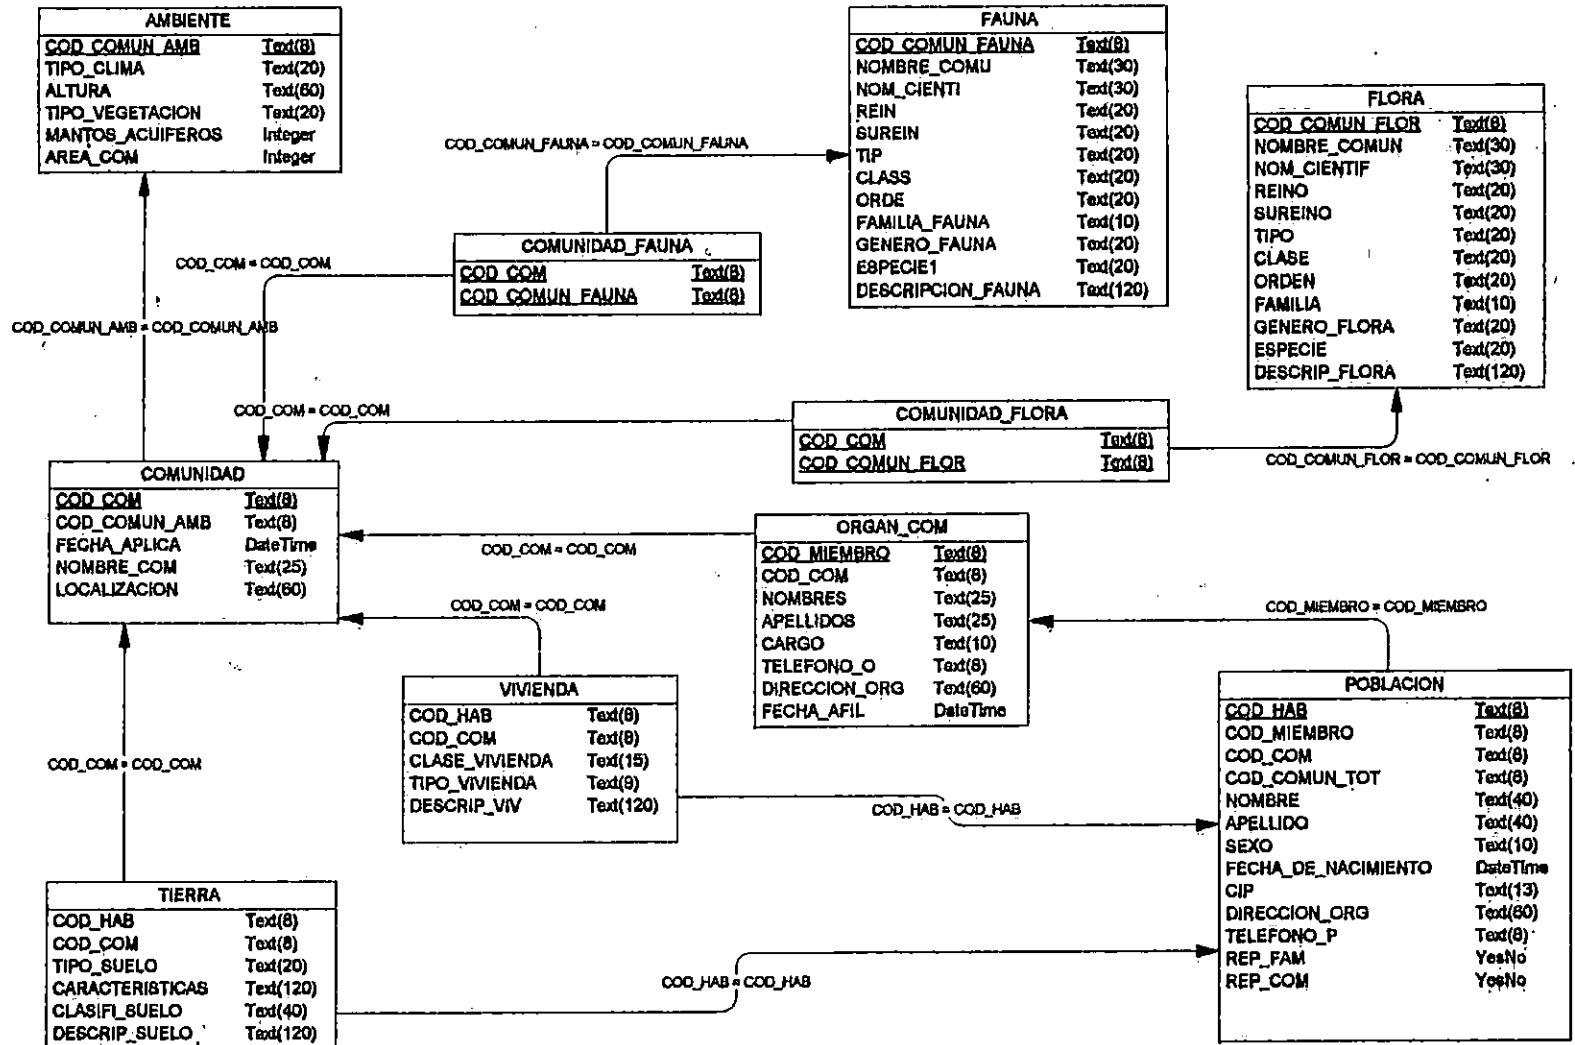 AMBIENTE
COD_COMUN_AMB Text(8)
TIPO_CLIMA Text(20)
ALTURA Text(60)
TIPO_VEGETACION Text(20)
MANTOS_ACUIFEROS Integer
AREA_COM Integer
FAUNA
COD_COMUN_FAUNA Text(8)
NOMBRE_COMU Text(30)
NOM_CIENTI Text(30)
REIN Text(20)
SUREIN Text(20)
TIP Text(20)
CLASS Text(20)
ORDE Text(20)
FAMILIA_FAUNA Text(10)
GENERO_FAUNA Text(20)
ESPECIE1 Text(20)
DESCRIPCION_FAUNA Text(120)
FLORA
COD_COMUN_FLOR Text(8)
NOMBRE_COMUN Text(30)
NOM_CIENTIF Text(30)
REINO Text(20)
SUREINO Text(20)
TIPO Text(20)
CLASE Text(20)
ORDEN Text(20)
FAMILIA Text(10)
GENERO_FLORA Text(20)
ESPECIE Text(20)
DESCRIP_FLORA Text(120)
COD_COMUN_FAUNA = COD_COMUN_FAUNA
COMUNIDAD_FAUNA
COD_COM Text(8)
COD_COMUN_FAUNA Text(8)
COD_COM = COD_COM
COD_COMUN_AMB = COD_COMUN_AMB
COD_COM = COD_COM
COMUNIDAD_FLORA
COD_COM Text(8)
COD_COMUN_FLOR Text(8)
COD_COMUN_FLOR = COD_COMUN_FLOR
COMUNIDAD
COD_COM Text(8)
COD_COMUN_AMB Text(8)
FECHA_APLICA DateTime
NOMBRE_COM Text(25)
LOCALIZACION Text(60)
COD_COM = COD_COM
ORGAN_COM
COD_MIEMBRO Text(8)
COD_COM Text(8)
NOMBRES Text(25)
APELLIDOS Text(25)
CARGO Text(10)
TELEFONO_O Text(8)
DIRECCION_ORG Text(60)
FECHA_AFIL DateTime
COD_COM = COD_COM
COD_MIEMBRO = COD_MIEMBRO
VIVIENDA
COD_HAB Text(8)
COD_COM Text(8)
CLASE_VIVIENDA Text(15)
TIPO_VIVIENDA Text(9)
DESCRIP_VIV Text(120)
POBLACION
COD_HAB Text(8)
COD_MIEMBRO Text(8)
COD_COM Text(8)
COD_COMUN_TOT Text(8)
NOMBRE Text(40)
APELLIDO Text(40)
SEXO Text(10)
FECHA_DE_NACIMIENTO DateTime
CIP Text(13)
DIRECCION_ORG Text(60)
TELEFONO_P Text(8)
REP_FAM YesNo
REP_COM YesNo
COD_COM = COD_COM
COD_HAB = COD_HAB
TIERRA
COD_HAB Text(8)
COD_COM Text(8)
TIPO_SUELO Text(20)
CARACTERISTICAS Text(120)
CLASIFI_SUELO Text(40)
DESCRIP_SUELO Text(120)
COD_HAB = COD_HAB